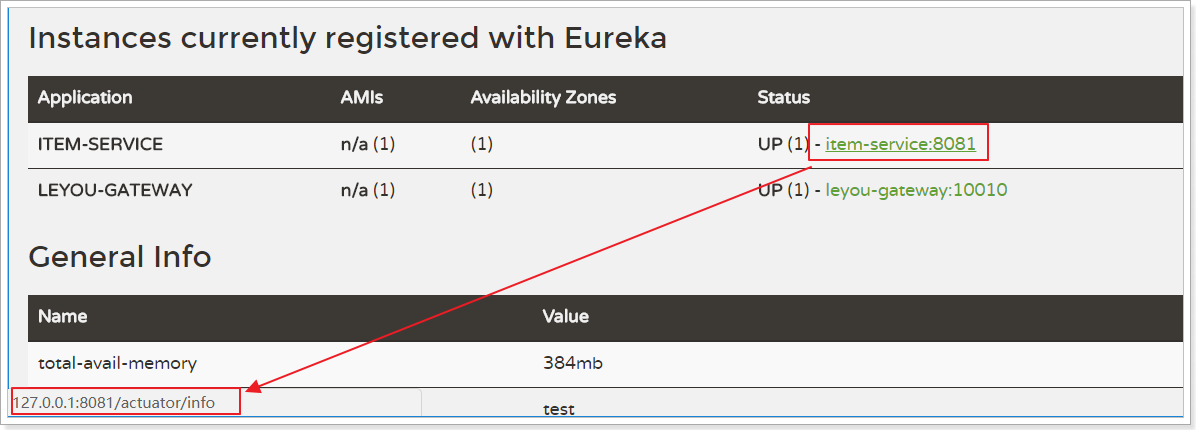 Instances currently registered with Eureka
Application AMIs Availability Zones Status
ITEM-SERVICE n/a (1) (1) UP (1) - item-service:8081
LEYOU-GATEWAY n/a (1) (1) UP (1) - leyou-gateway:10010
General Info
Name Value
total-avail-memory 384mb
127.0.0.1:8081/actuator/info test